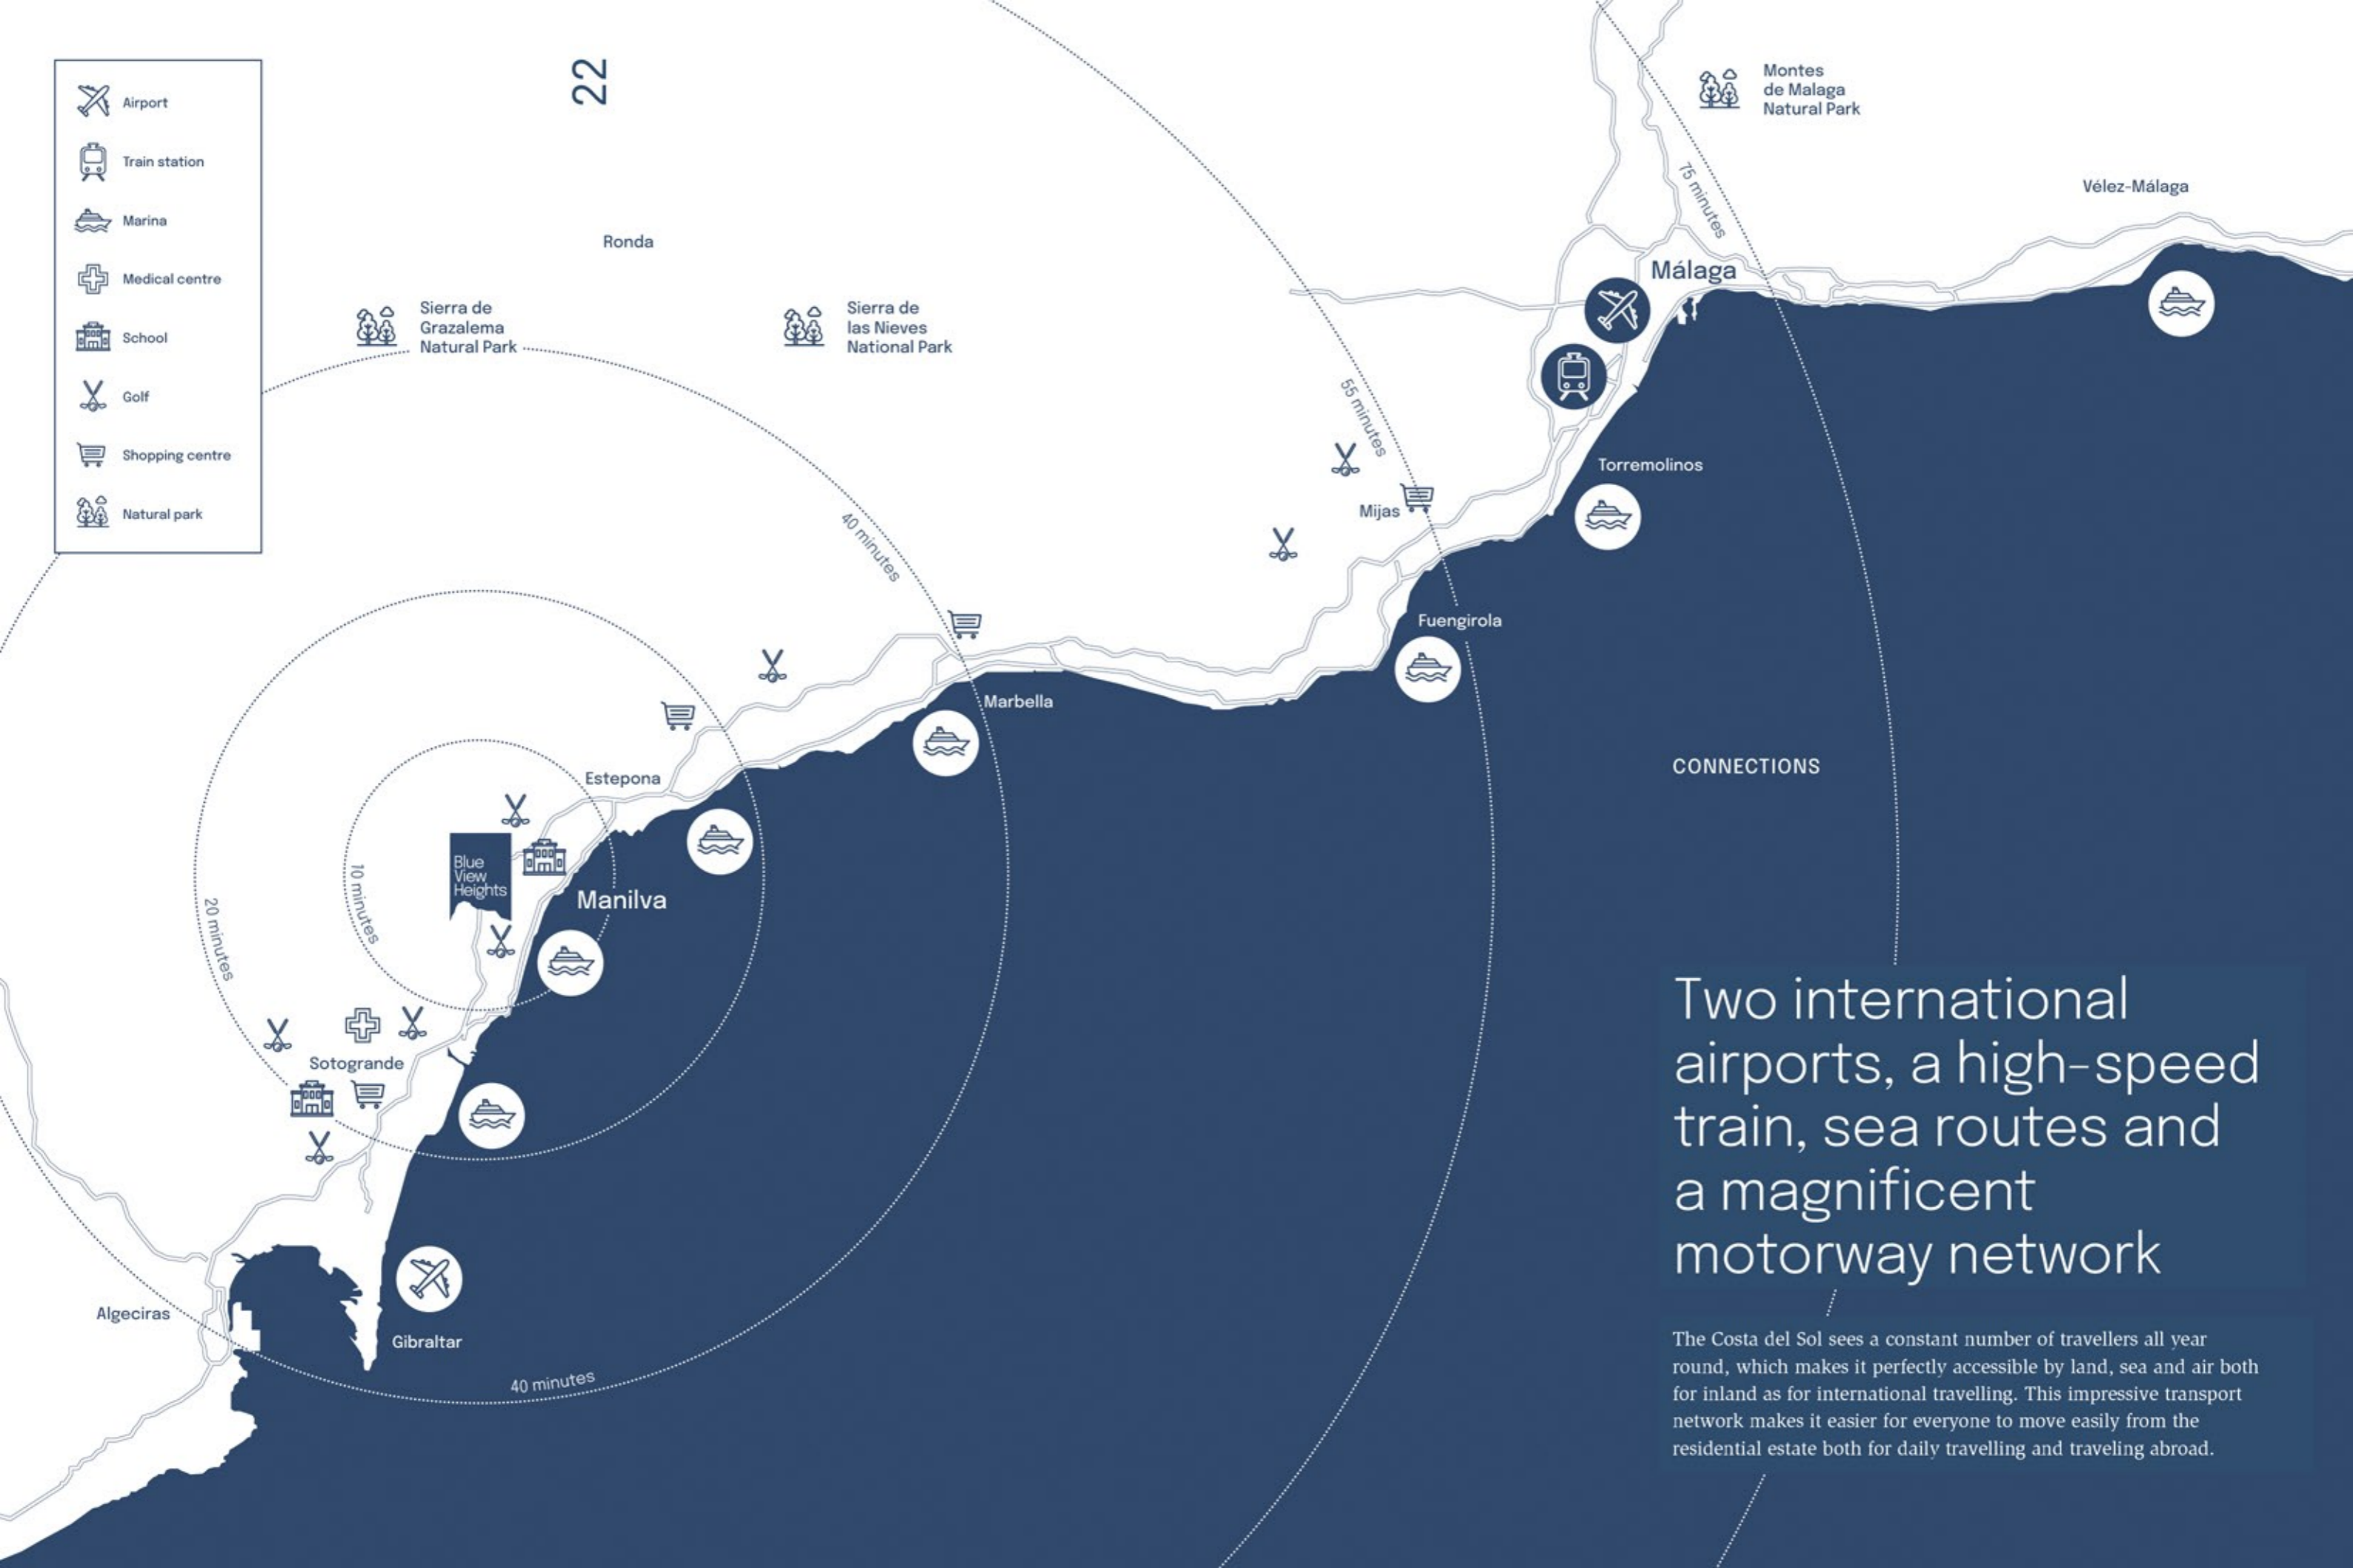 Airport
Train station
Marina
Medical centre
School
Golf
Shopping centre
Natural park
22
Ronda
Sierra de
Grazalema
Natural Park
Sierra de
las Nieves
National Park
Montes
de Malaga
Natural Park
75 minutes
Vélez-Málaga
Málaga
55 minutes
Torremolinos
Mijas
40 minutes
Fuengirola
Marbella
Estepona
CONNECTIONS
Blue
View
Heights
10 minutes
Manilva
20 minutes
Sotogrande
Algeciras
Gibraltar
40 minutes
Two international
airports, a high-speed
train, sea routes and
a magnificent
motorway network
The Costa del Sol sees a constant number of travellers all year
round, which makes it perfectly accessible by land, sea and air both
for inland as for international travelling. This impressive transport
network makes it easier for everyone to move easily from the
residential estate both for daily travelling and traveling abroad.